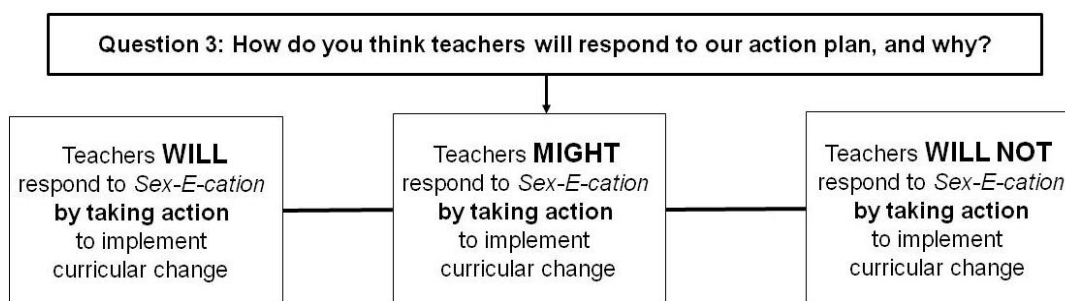 Question 3: How do you think teachers will respond to our action plan, and why?
Teachers WILL
respond to Sex-E-cation
by taking action
to implement
curricular change
Teachers MIGHT
respond to Sex-E-cation
by taking action
to implement
curricular change
Teachers WILL NOT
respond to Sex-E-cation
by taking action
to implement
curricular change